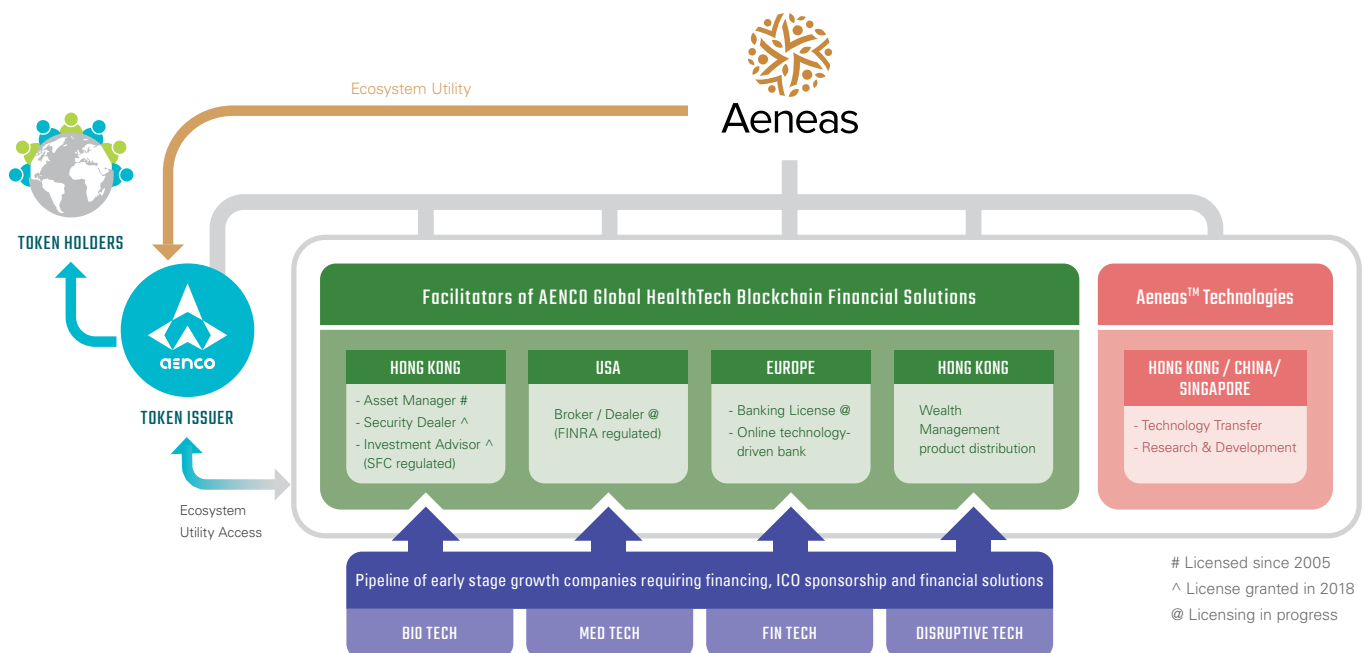 Aeneas
Ecosystem Utility
TOKEN HOLDERS
aenco
TOKEN ISSUER
Ecosystem
Utility Access
Facilitators of AENCO Global HealthTech Blockchain Financial Solutions
HONG KONG
- Asset Manager #
- Security Dealer ^
- Investment Advisor ^
(SFC regulated)
USA
Broker / Dealer @
(FINRA regulated)
EUROPE
- Banking License @
- Online technology-
driven bank
HONG KONG
Wealth
Management
product distribution
Aeneas™ Technologies
HONG KONG / CHINA/
SINGAPORE
- Technology Transfer
- Research & Development
Pipeline of early stage growth companies requiring financing, ICO sponsorship and financial solutions
BIO TECH
MED TECH
FIN TECH
DISRUPTIVE TECH
# Licensed since 2005
^ License granted in 2018
@ Licensing in progress